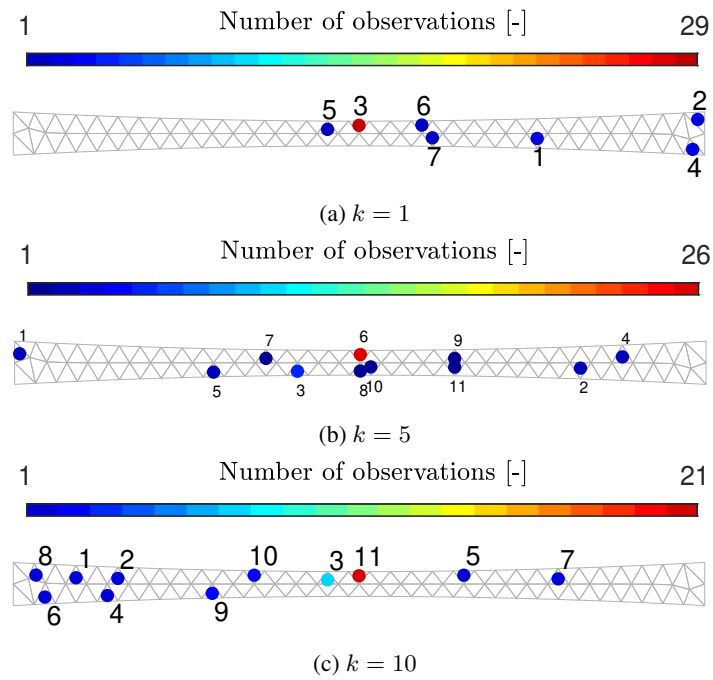 1 Number of observations [-] 29
5 3 6 2
7 1 4
(a) k = 1
1 Number of observations [-] 26
1 7 6 9 4
5 3 8 10 11 2
(b) k = 5
1 Number of observations [-] 21
8 1 2 10 3 11 5 7
6 4 9
(c) k = 10